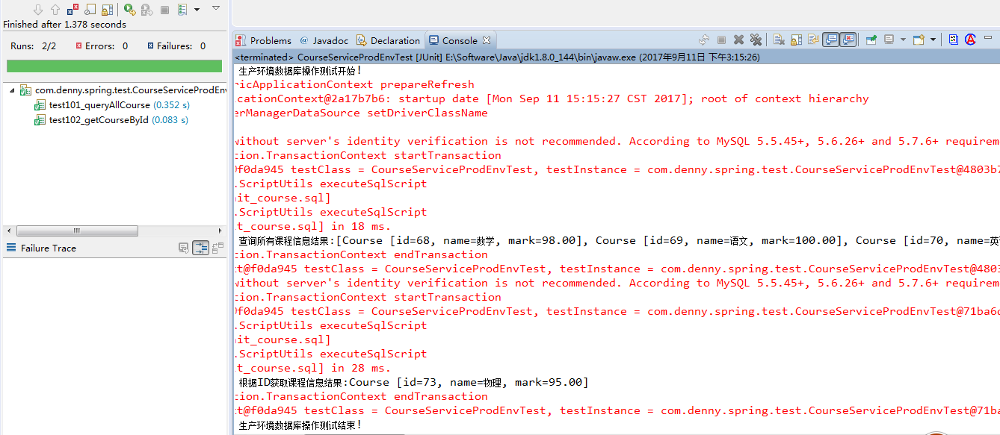 Finished after 1.378 seconds
Runs: 2/2 Errors: 0 Failures: 0
com.denny.spring.test.CourseServiceProdEnv
test101_queryAllCourse (0.352 s)
test102_getCourseById (0.083 s)
Failure Trace
Problems @ Javadoc Declaration Console
<terminated> CourseServiceProdEnvTest [JUnit] E:\Software\Java\jdk1.8.0_144\bin\javaw.exe (2017年9月11日 下午3:15:26)
生产环境数据库操作测试开始!
ricApplicationContext prepareRefresh
icationContext@2a17b7b6: startup date [Mon Sep 11 15:15:27 CST 2017]; root of context hierarchy
erManagerDataSource setDriverClassName
without server's identity verification is not recommended. According to MySQL 5.5.45+, 5.6.26+ and 5.7.6+ requirem
tion.TransactionContext startTransaction
@f0da945 testClass = CourseServiceProdEnvTest, testInstance = com.denny.spring.test.CourseServiceProdEnvTest@4803b7
.ScriptUtils executeSqlScript
nit_course.sql]
.ScriptUtils executeSqlScript
t_course.sql] in 18 ms.
查询所有课程信息结果:[Course [id=68, name=数学, mark=98.00], Course [id=69, name=语文, mark=100.00], Course [id=70, name=英
tion.TransactionContext endTransaction
xt@f0da945 testClass = CourseServiceProdEnvTest, testInstance = com.denny.spring.test.CourseServiceProdEnvTest@4803
without server's identity verification is not recommended. According to MySQL 5.5.45+, 5.6.26+ and 5.7.6+ requirem
tion.TransactionContext startTransaction
@f0da945 testClass = CourseServiceProdEnvTest, testInstance = com.denny.spring.test.CourseServiceProdEnvTest@71ba6
.ScriptUtils executeSqlScript
nit_course.sql]
.ScriptUtils executeSqlScript
t_course.sql] in 28 ms.
根据ID获取课程信息结果:Course [id=73, name=物理, mark=95.00]
tion.TransactionContext endTransaction
xt@f0da945 testClass = CourseServiceProdEnvTest, testInstance = com.denny.spring.test.CourseServiceProdEnvTest@71ba
生产环境数据库操作测试结束!